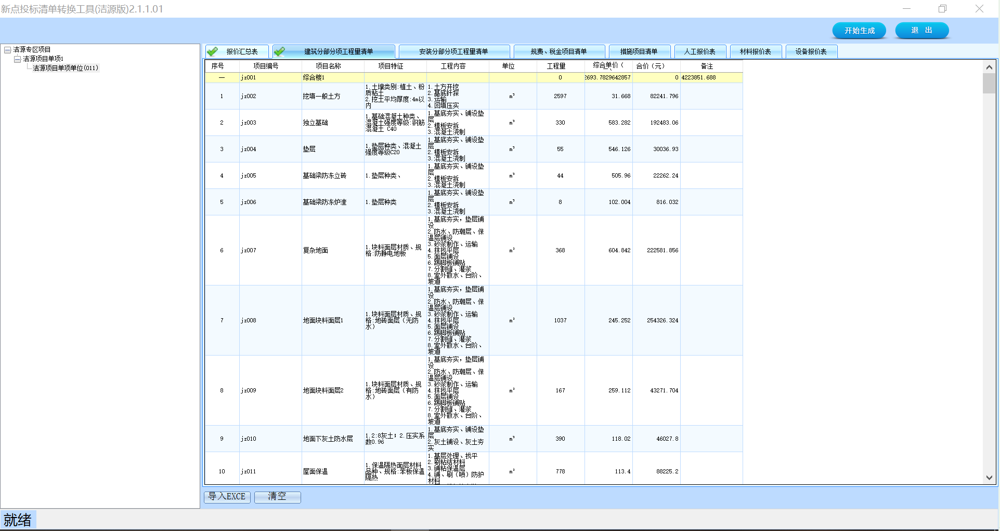 新点投标清单转换工具(洁源版)2.1.1.01
开始生成 退 出
洁源专区项目
洁源项目单项1
洁源项目单项单位(011)
报价汇总表 建筑分部分项工程量清单 安装分部分项工程量清单 规费、税金项目清单 措施项目清单 人工报价表 材料报价表 设备报价表
序号 项目编号 项目名称 项目特征 工程内容 单位 工程量 综合单价( 合价(元) 备注
一 jz001 综合楼1 0 2693.7829642857 0 4223851.688
1 jz002 挖填一般土方
1.土壤类别:植土、粉
质粘土
2.挖土平均厚度:4m以
内
1.土方开挖
2.基底钎探
3.运输
4.回填压实
m³ 2597 31.668 82241.796
2 jz003 独立基础
1.基础混凝土种类、
混凝土强度等级:钢筋
混凝土 C40
1.基底夯实、铺设垫
层
2.模板安拆
3.混凝土浇制
m³ 330 583.282 192483.06
3 jz004 垫层
1.垫层种类、混凝土
强度等级C20
1.基底夯实、铺设垫
层
2.模板安拆
3.混凝土浇制
m³ 55 546.126 30036.93
4 jz005 基础梁防冻立砖
1.垫层种类、
1.基底夯实、铺设垫
层
2.模板安拆
3.混凝土浇制
m³ 44 505.96 22262.24
5 jz006 基础梁防冻炉渣
1.垫层种类
1.基底夯实、铺设垫
层
2.模板安拆
3.混凝土浇制
m³ 8 102.004 816.032
6 jz007 复杂地面
1.块料面层材质、规
格:防静电地板
1.基底夯实，垫层铺
设
2.防水、防潮层、保
温层铺设
3.砂浆制作、运输
4.抹找平层
5.面层铺设
6.踢脚板铺贴
7.分割缝、灌浆
8.室外散水、台阶、
坡道
m³ 368 604.842 222581.856
7 jz008 地面块料面层1
1.块料面层材质、规
格:地砖面层（无防
水）
1.基底夯实，垫层铺
设
2.防水、防潮层、保
温层铺设
3.砂浆制作、运输
4.抹找平层
5.面层铺设
6.踢脚板铺贴
7.分割缝、灌浆
8.室外散水、台阶、
坡道
m³ 1037 245.252 254326.324
8 jz009 地面块料面层2
1.块料面层材质、规
格:地砖面层（有防
水）
1.基底夯实，垫层铺
设
2.防水、防潮层、保
温层铺设
3.砂浆制作、运输
4.抹找平层
5.面层铺设
6.踢脚板铺贴
7.分割缝、灌浆
8.室外散水、台阶、
坡道
m³ 167 259.112 43271.704
9 jz010 地面下灰土防水层
1.2:8灰土；2.压实系
数0.96
1.基底夯实、铺设垫
层
2.灰土铺设、灰土夯
实
m³ 390 118.02 46027.8
10 jz011 屋面保温
1.保温隔热面层材料
品种、规格:苯板保温
隔热
1.基层处理、找平
2.刷粘结材料
3.铺粘保温层
4.铺、刷（喷）防护
材料
m³ 778 113.4 88225.2
导入EXCE 清空
就绪